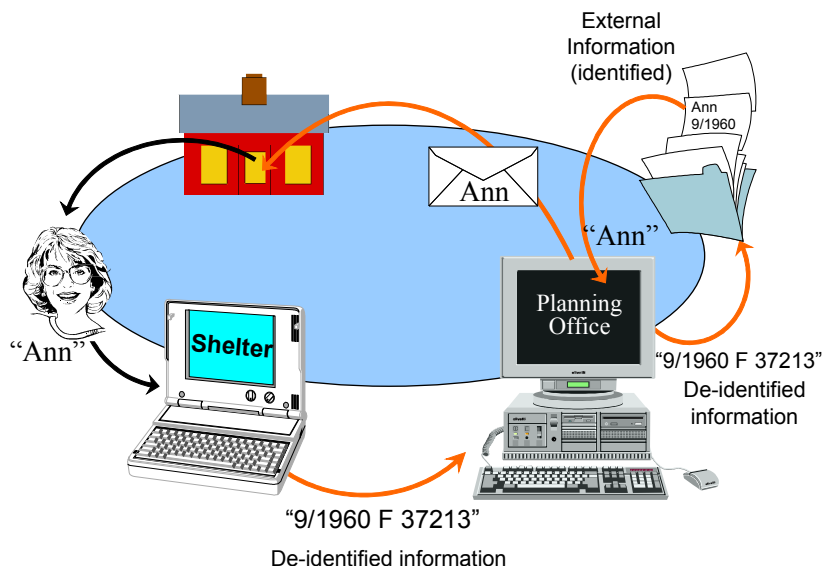 External
Information
(identified)
Ann
9/1960
Ann
“Ann”
Planning
Office
“Ann”
Shelter
“9/1960 F 37213”
De-identified
information
“9/1960 F 37213”
De-identified information